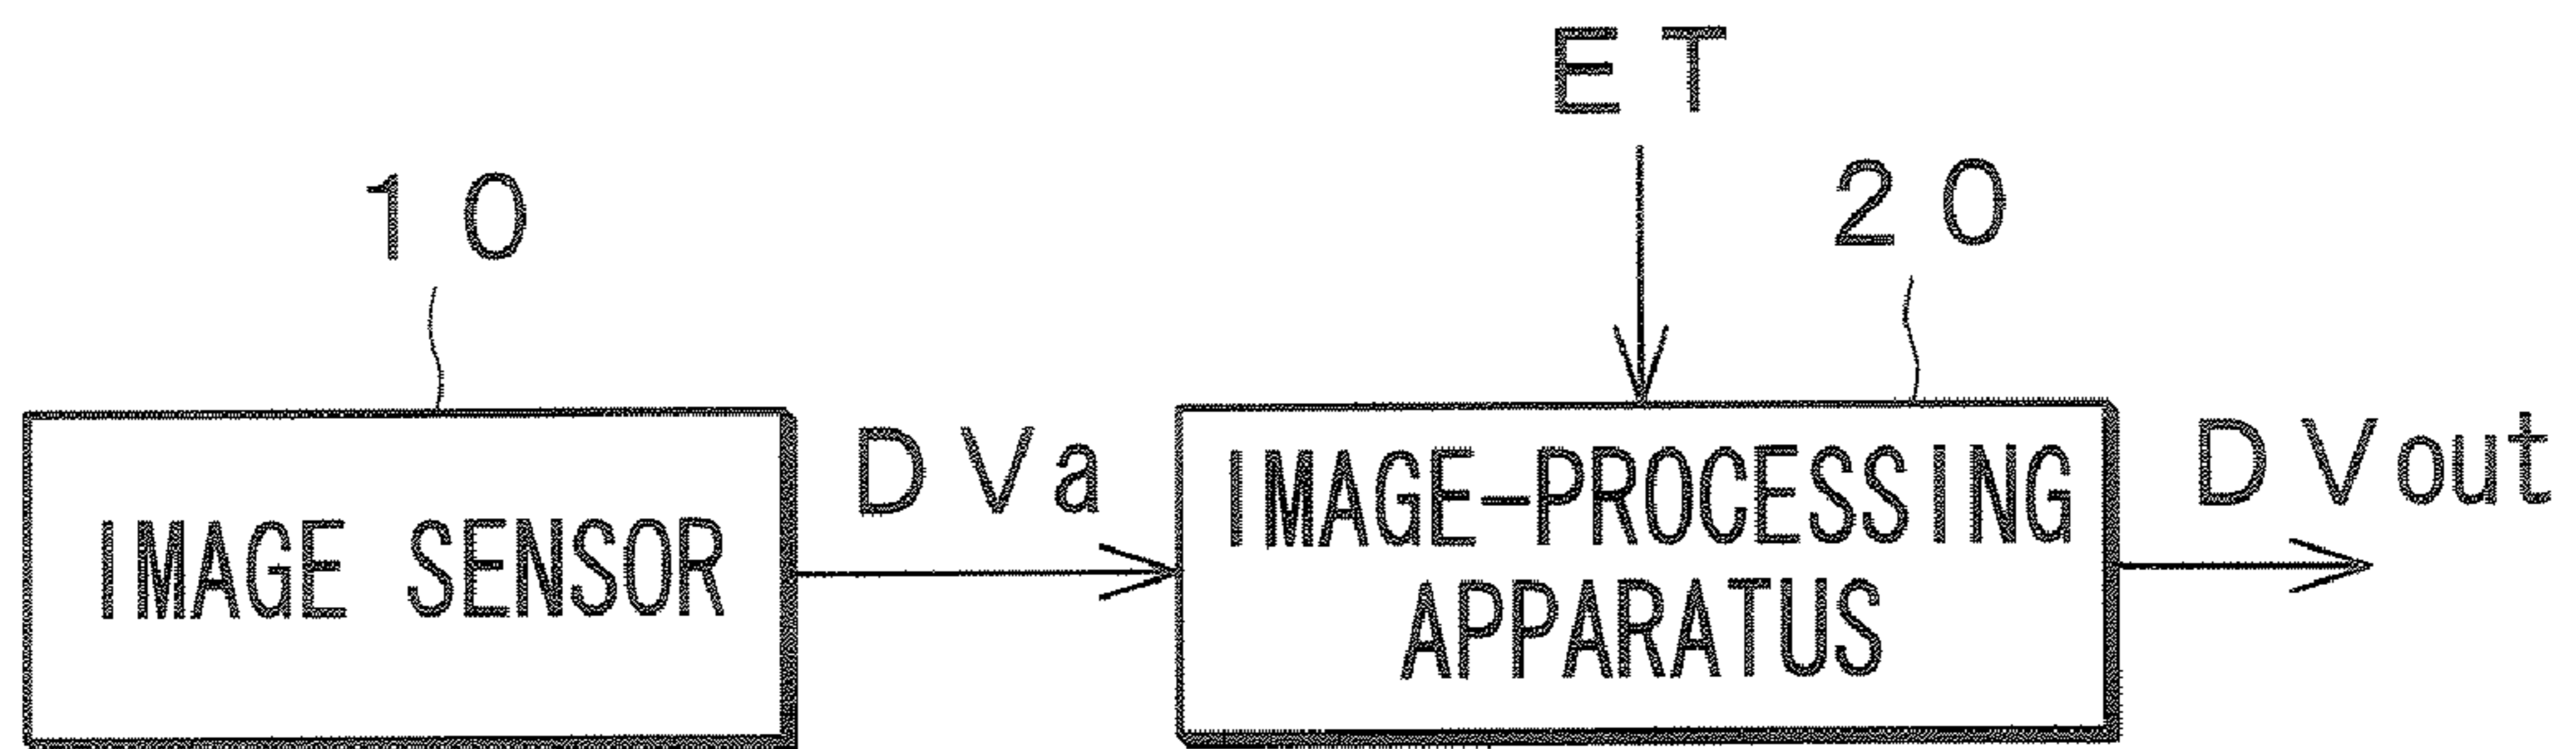 ET
10
20
IMAGE SENSOR
DVa
IMAGE-PROCESSING
APPARATUS
DVout